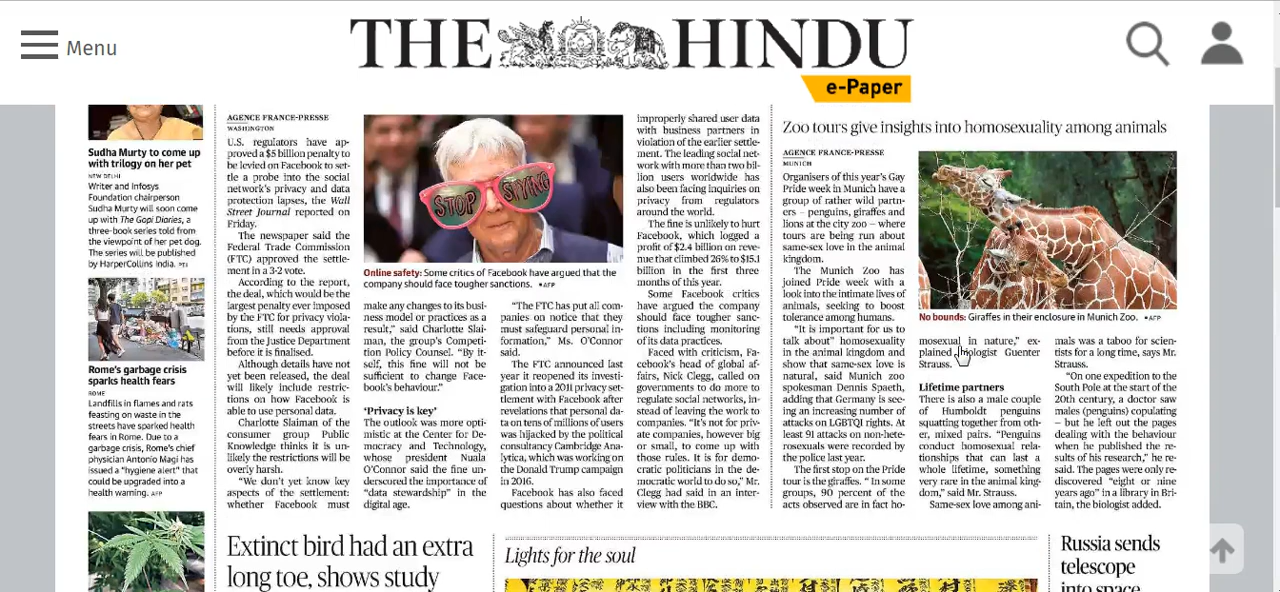 Menu
THE HINDU
e-Paper
Sudha Murty to come up
with trilogy on her pet
NEW DELHI
Writer and Infosys
Foundation chairperson
Sudha Murty will soon come
up with The Gopi Diaries, a
three-book series told from
the viewpoint of her pet dog.
The series will be published
by HarperCollins India. PTI
Rome's garbage crisis
sparks health fears
ROME
Landfills in flames and rats
feasting on waste in the
streets have sparked health
fears in Rome. Due to a
garbage crisis, Rome's chief
physician Antonio Magi has
issued a "hygiene alert" that
could be upgraded into a
health warning. AFP
AGENCE FRANCE-PRESSE
WASHINGTON
U.S. regulators have ap-
proved a $5 billion penalty to
be levied on Facebook to set-
tle a probe into the social
network's privacy and data
protection lapses, the Wall
Street Journal reported on
Friday.
The newspaper said the
Federal Trade Commission
(FTC) approved the settle-
ment in a 3-2 vote.
According to the report,
the deal, which would be the
largest penalty ever imposed
by the FTC for privacy viola-
tions, still needs approval
from the Justice Department
before it is finalised.
Although details have not
yet been released, the deal
will likely include restric-
tions on how Facebook is
able to use personal data.
Charlotte Slaiman of the
consumer group Public
Knowledge thinks it is un-
likely the restrictions will be
overly harsh.
"We don't yet know key
aspects of the settlement:
whether Facebook must
STOP SPYING
Online safety: Some critics of Facebook have argued that the
company should face tougher sanctions. •AFP
make any changes to its busi-
ness model or practices as a
result," said Charlotte Slai-
man, the group's Competi-
tion Policy Counsel. "By it-
self, this fine will not be
sufficient to change Face-
book's behaviour."
'Privacy is key'
The outlook was more opti-
mistic at the Center for De-
mocracy and Technology,
whose president Nuala
O'Connor said the fine un-
derscored the importance of
"data stewardship" in the
digital age.
"The FTC has put all com-
panies on notice that they
must safeguard personal in-
formation," Ms. O'Connor
said.
The FTC announced last
year it reopened its investi-
gation into a 2011 privacy set-
tlement with Facebook after
revelations that personal da-
ta on tens of millions of users
was hijacked by the political
consultancy Cambridge Ana-
lytica, which was working on
the Donald Trump campaign
in 2016.
Facebook has also faced
questions about whether it
improperly shared user data
with business partners in
violation of the earlier settle-
ment. The leading social net-
work with more than two bil-
lion users worldwide has
also been facing inquiries on
privacy from regulators
around the world.
The fine is unlikely to hurt
Facebook, which logged a
profit of $2.4 billion on reve-
nue that climbed 26% to $15.1
billion in the first three
months of this year.
Some Facebook critics
have argued the company
should face tougher sanc-
tions including monitoring
of its data practices.
Faced with criticism, Fa-
cebook's head of global af-
fairs, Nick Clegg, called on
governments to do more to
regulate social networks, in-
stead of leaving the work to
companies. "It's not for pri-
vate companies, however big
or small, to come up with
those rules. It is for demo-
cratic politicians in the de-
mocratic world to do so," Mr.
Clegg had said in an inter-
view with the BBC.
Zoo tours give insights into homosexuality among animals
AGENCE FRANCE-PRESSE
MUNICH
Organisers of this year's Gay
Pride week in Munich have a
group of rather wild part-
ners – penguins, giraffes and
lions at the city zoo – where
tours are being run about
same-sex love in the animal
kingdom.
The Munich Zoo has
joined Pride week with a
look into the intimate lives of
animals, seeking to boost
tolerance among humans.
"It is important for us to
talk about" homosexuality
in the animal kingdom and
show that same-sex love is
natural, said Munich zoo
spokesman Dennis Spaeth,
adding that Germany is see-
ing an increasing number of
attacks on LGBTQI rights. At
least 91 attacks on non-hete-
rosexuals were recorded by
the police last year.
The first stop on the Pride
tour is the giraffe. "In some
groups, 90 percent of the
acts observed are in fact ho-
No bounds: Giraffes in their enclosure in Munich Zoo. •AFP
mosexual in nature," ex-
plained biologist Guenter
Strauss.
Lifetime partners
There is also a male couple
of Humboldt penguins
squatting together from oth-
er, mixed pairs. "Penguins
conduct homosexual rela-
tionships that can last a
whole lifetime, something
very rare in the animal king-
dom," said Mr. Strauss.
Same-sex love among ani-
mals was a taboo for scien-
tists for a long time, says Mr.
Strauss.
"On one expedition to the
South Pole at the start of the
20th century, a doctor saw
males (penguins) copulating
– but he left out the pages
dealing with the behaviour
when he published the re-
sults of his research," he re-
said. The pages were only re-
discovered "eight or nine
years ago" in a library in Bri-
tain, the biologist added.
Extinct bird had an extra
long toe, shows study
Lights for the soul
Russia sends
telescope
into space